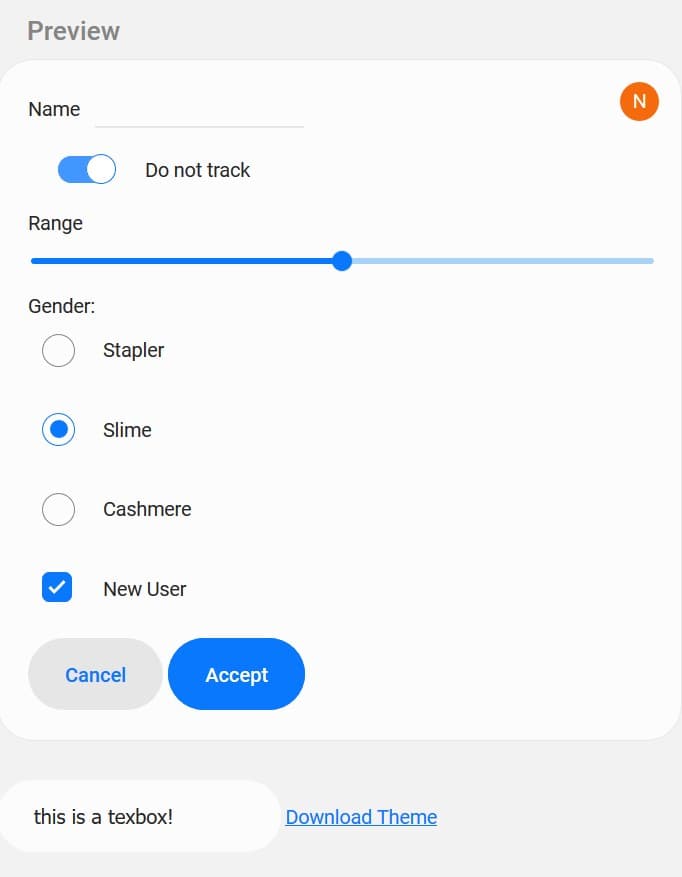 Preview
Name
N
Do not track
Range
Gender:
Stapler
Slime
Cashmere
New User
Cancel Accept
this is a texbox! Download Theme